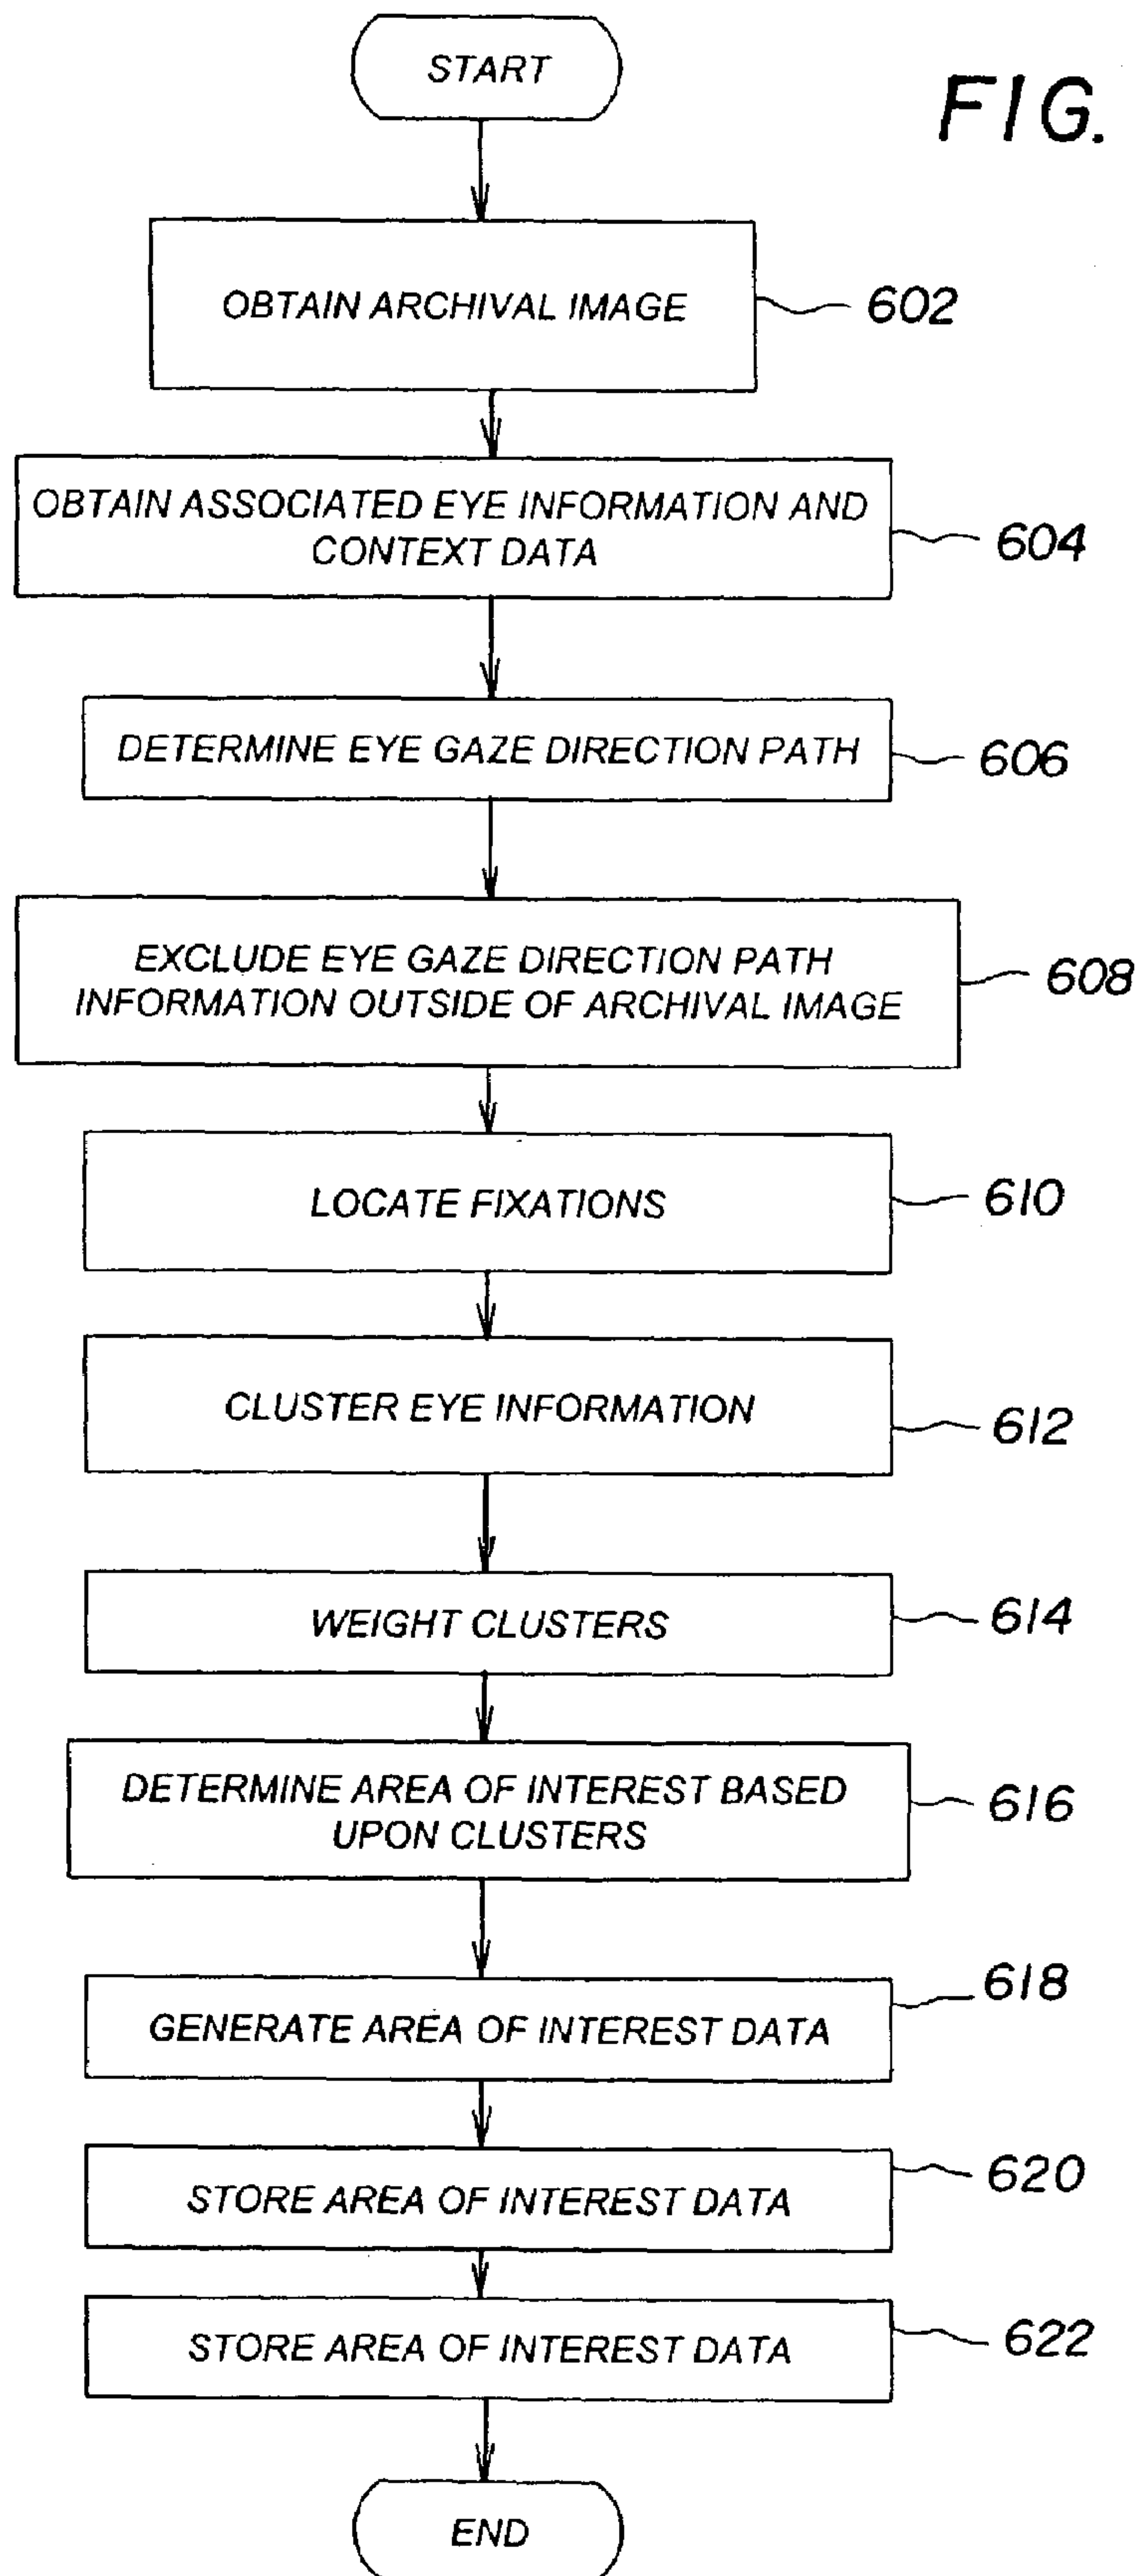 START
FIG.
OBTAIN ARCHIVAL IMAGE
602
OBTAIN ASSOCIATED EYE INFORMATION AND
CONTEXT DATA
604
DETERMINE EYE GAZE DIRECTION PATH
606
EXCLUDE EYE GAZE DIRECTION PATH
INFORMATION OUTSIDE OF ARCHIVAL IMAGE
608
LOCATE FIXATIONS
610
CLUSTER EYE INFORMATION
612
WEIGHT CLUSTERS
614
DETERMINE AREA OF INTEREST BASED
UPON CLUSTERS
616
GENERATE AREA OF INTEREST DATA
618
STORE AREA OF INTEREST DATA
620
STORE AREA OF INTEREST DATA
622
END